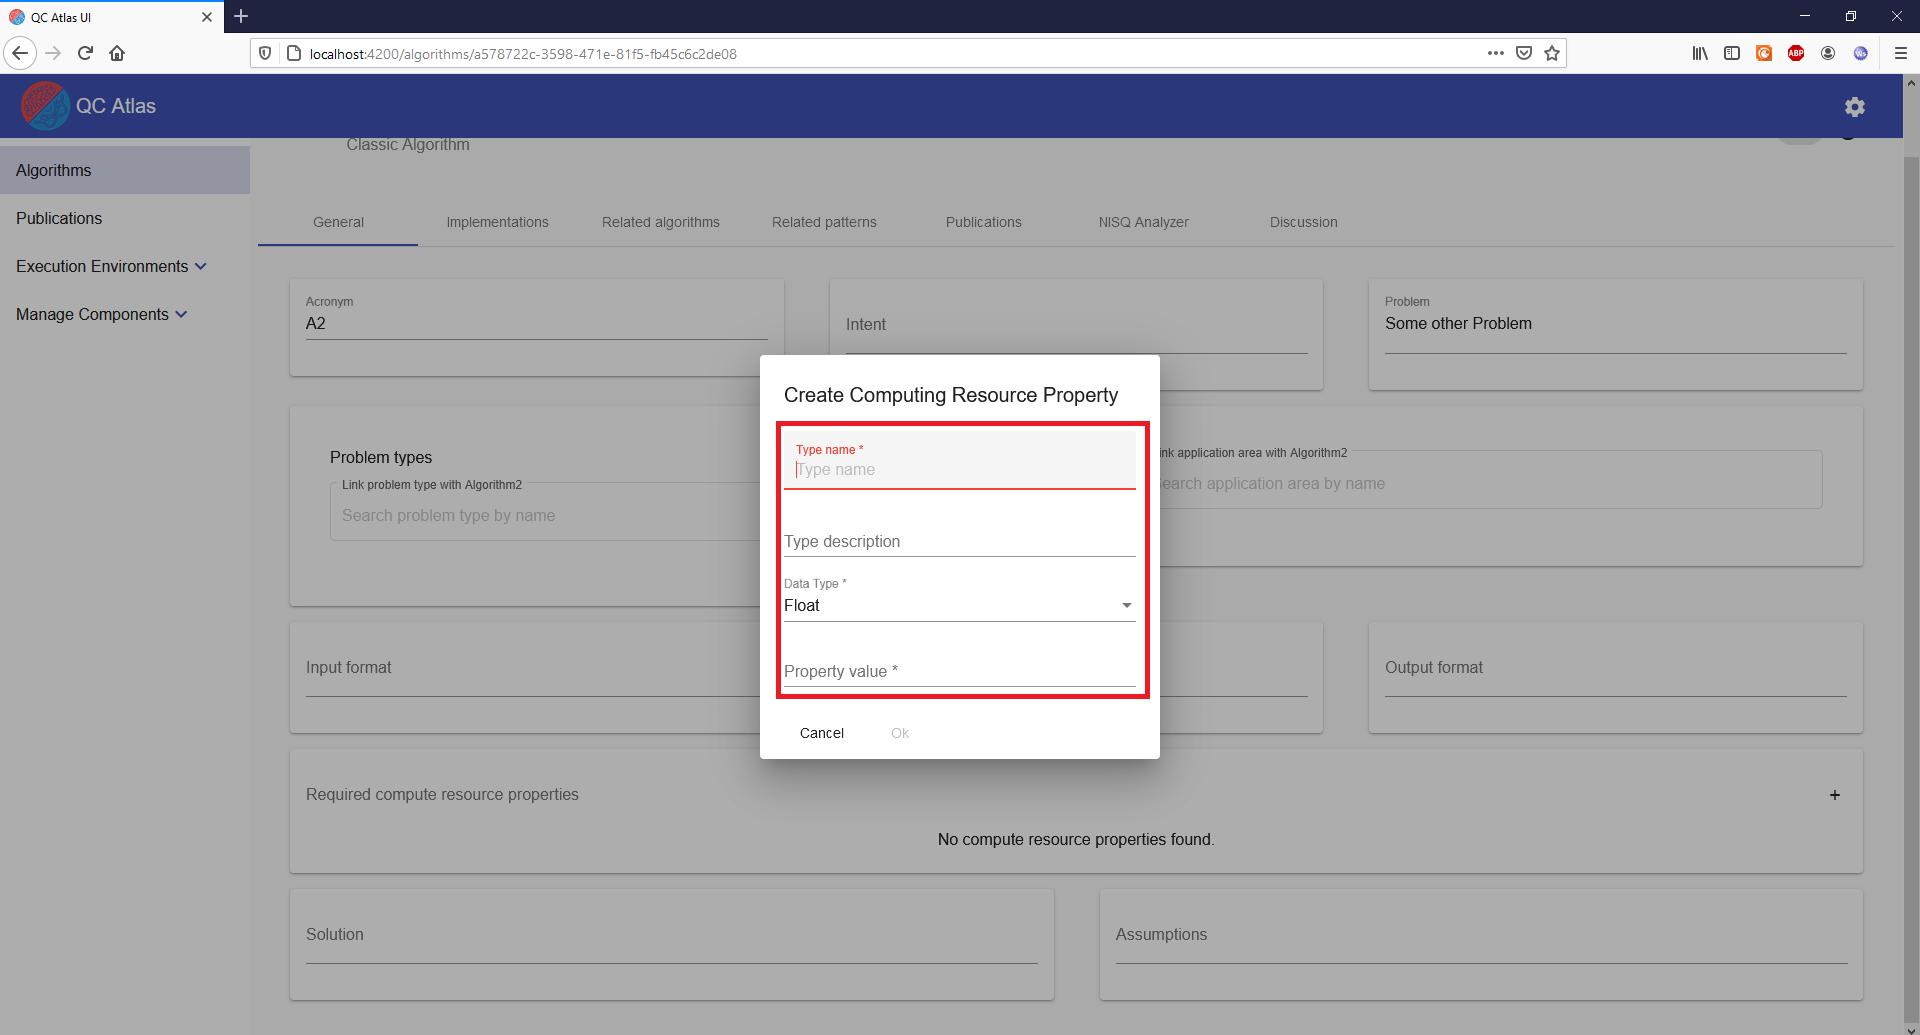 QC Atlas UI
localhost:4200/algorithms/a578722c-3598-471e-81f5-fb45c6c2de08
ABP
QC Atlas
Algorithms
Publications
Execution Environments
Manage Components
Classic Algorithm
General Implementations Related algorithms Related patterns Publications NISQ Analyzer Discussion
Acronym
A2
Intent
Problem
Some other Problem
Problem types
Link problem type with Algorithm2
Search problem type by name
nk application area with Algorithm2
earch application area by name
Create Computing Resource Property
Type name *
Type name
Type description
Data Type *
Float
Property value *
Cancel Ok
Input format
Output format
Required compute resource properties +
No compute resource properties found.
Solution
Assumptions